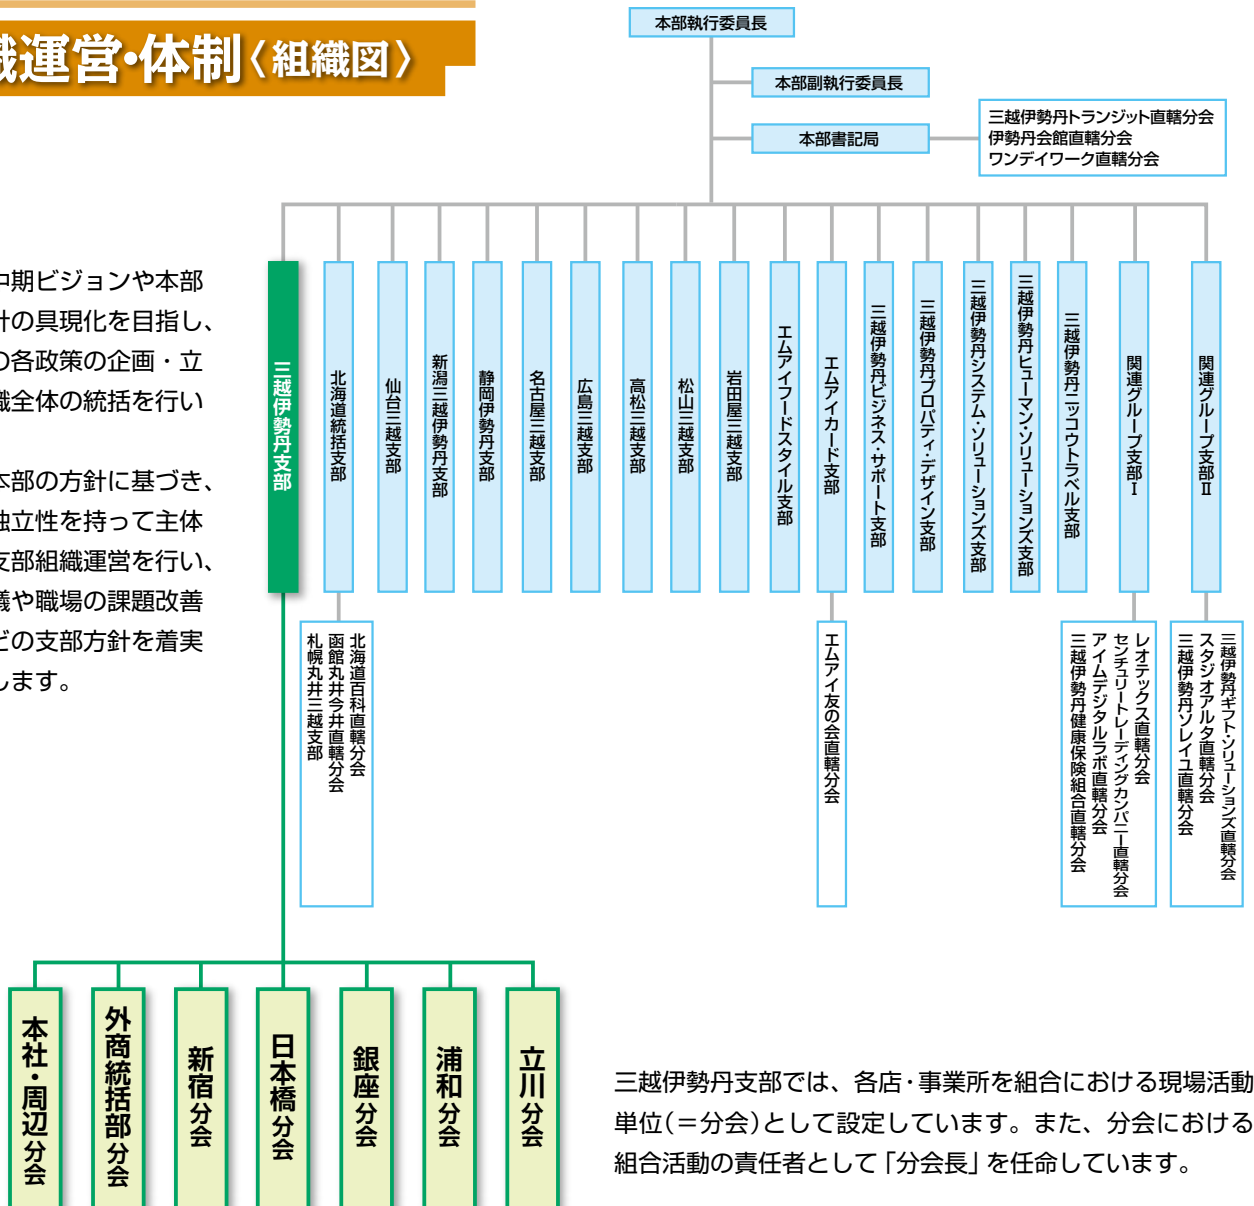 織運営・体制〈組織図〉
本部執行委員長
本部副執行委員長
本部書記局
三越伊勢丹トランジット直轄分会
伊勢丹会館直轄分会
ワンデイワーク直轄分会
中期ビジョンや本部
計の具現化を目指し、
の各政策の企画・立
職全体の統括を行い
本部の方針に基づき、
独立性を持って主体
支部組織運営を行い、
議や職場の課題改善
どの支部方針を着実
します。
三越伊勢丹支部
北海道統括支部
仙台三越支部
新潟三越伊勢丹支部
静岡伊勢丹支部
名古屋三越支部
広島三越支部
高松三越支部
松山三越支部
岩田屋三越支部
エムアイフードスタイル支部
エムアイカード支部
三越伊勢丹ビジネス・サポート支部
三越伊勢丹プロパティ・デザイン支部
三越伊勢丹システム・ソリューションズ支部
三越伊勢丹ヒューマン・ソリューションズ支部
三越伊勢丹ニッコウトラベル支部
関連グループ支部Ⅰ
関連グループ支部Ⅱ
北海道百科直轄分会
函館丸井今井直轄分会
札幌丸井三越支部
エムアイ友の会直轄分会
レオテックス直轄分会
センチュリートレーディングカンパニー直轄分会
アイムデジタルラボ直轄分会
三越伊勢丹健康保険組合直轄分会
三越伊勢丹ギフト・ソリューションズ直轄分会
スタジオアルタ直轄分会
三越伊勢丹ソレイユ直轄分会
本社・周辺分会
外商統括部分会
新宿分会
日本橋分会
銀座分会
浦和分会
立川分会
三越伊勢丹支部では、各店・事業所を組合における現場活動
単位(＝分会)として設定しています。また、分会における
組合活動の責任者として「分会長」を任命しています。